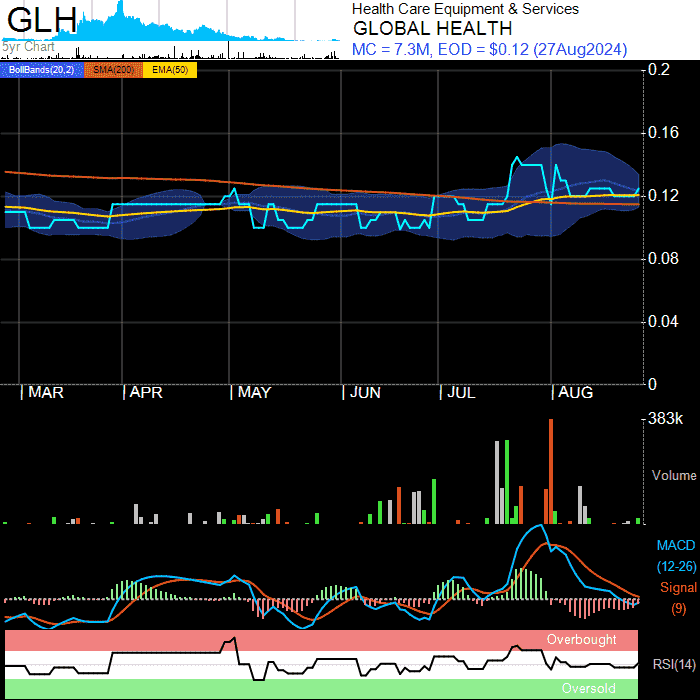 GLH
Health Care Equipment & Services
GLOBAL HEALTH
MC = 7.3M, EOD = $0.12 (27Aug2024)
5yr Chart
BollBands(20,2) SMA(200) EMA(50)
0.2
0.16
0.12
0.08
0.04
0
MAR APR MAY JUN JUL AUG
383k
Volume
MACD
(12-26)
Signal
(9)
Overbought
RSI(14)
Oversold